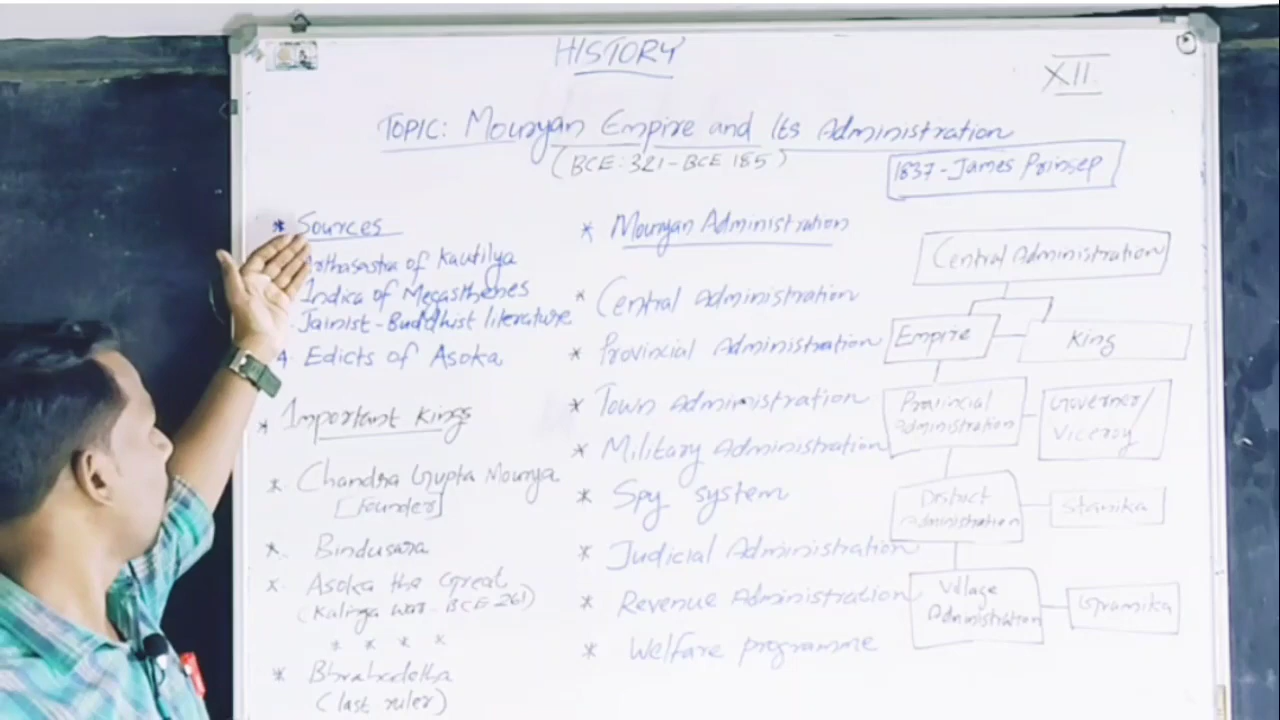 HISTORY
XII
TOPIC: Mouryan Empire and Its Administration
(BCE: 321 - BCE 185)
1837 - James Prinsep
* Sources
Arthasastra of Kautilya
Indica of Megasthenes
Jainist - Buddhist literature
4 Edicts of Asoka
* Important Kings
* Chandra Gupta Mourya
[Founder]
* Bindusara
* Asoka the Great
(Kalinga war - BCE 261)
* * * *
* Bhrahadetha
(last ruler)
* Mouryan Administration
* Central Administration
* Provincial Administration
* Town Administration
* Military Administration
* Spy system
* Judicial Administration
* Revenue Administration
* Welfare programme
Central Administration
Empire
King
Provincial
Administration
Governer/
Viceroy
District
Administration
Stanika
Village
Administration
Gramika